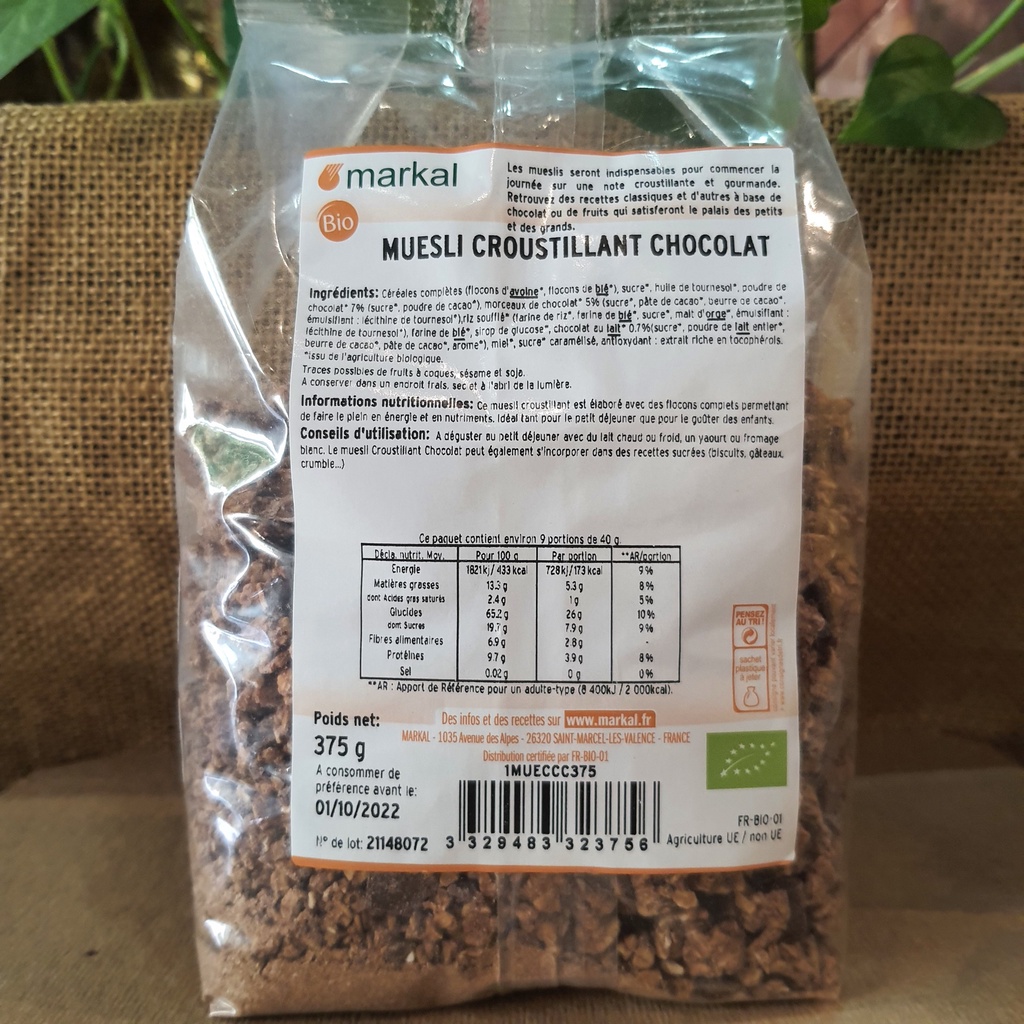 markal
Bio
Les mueslis seront indispensables pour commencer la
journée sur une note croustillante et gourmande.
Retrouvez des recettes classiques et d'autres à base de
chocolat ou de fruits qui satisferont le palais des petits
et des grands.
MUESLI CROUSTILLANT CHOCOLAT
Ingrédients: Céréales complètes (flocons d'avoine*, flocons de blé*), sucre*, huile de tournesol*, poudre de
chocolat* 7% (sucre*, poudre de cacao*), morceaux de chocolat* 5% (sucre*, pâte de cacao*, beurre de cacao*,
émulsifiant : lécithine de tournesol*),riz soufflé* (farine de riz*, farine de blé*, sucre*, malt d'orge*, émulsifiant :
lécithine de tournesol*), farine de blé*, sirop de glucose*, chocolat au lait* 0.7%(sucre*, poudre de lait entier*,
beurre de cacao*, pâte de cacao*, arôme*), miel*, sucre* caramélisé, antioxydant : extrait riche en tocophérols.
*issu de l'agriculture biologique.
Traces possibles de fruits à coques, sésame et soja.
A conserver dans un endroit frais, sec et à l'abri de la lumière.
Informations nutritionnelles: Ce muesli croustillant est élaboré avec des flocons complets permettant
de faire le plein en énergie et en nutriments. Idéal tant pour le petit déjeuner que pour le goûter des enfants.
Conseils d'utilisation: A déguster au petit déjeuner avec du lait chaud ou froid, un yaourt ou fromage
blanc. Le muesli Croustillant Chocolat peut également s'incorporer dans des recettes sucrées (biscuits, gâteaux,
crumble...)
Ce paquet contient environ 9 portions de 40 g.
Décla. nutrit. Moy. Pour 100 g Par portion **AR/portion
Energie 1821kj/ 433 kcal 728kj/173 kcal 9%
Matières grasses 13.3 g 5.3 g 8%
dont Acides gras saturés 2.4 g 1 g 5%
Glucides 65.2 g 26 g 10%
dont Sucres 19.7 g 7.9 g 9%
Fibres alimentaires 6.9 g 2.8 g -
Protéines 9.7 g 3.9 g 8%
Sel 0.02 g 0 g 0%
**AR : Apport de Référence pour un adulte-type (8 400kJ / 2 000kcal).
PENSEZ
AU TRI !
sachet
plastique
à jeter
Poids net:
375 g
Des infos et des recettes sur www.markal.fr
MARKAL - 1035 Avenue des Alpes - 26320 SAINT-MARCEL-LES-VALENCE - FRANCE
Distribution certifiée par FR-BIO-01
1MUECCC375
A consommer de
préférence avant le:
01/10/2022
N° de lot: 21148072
3 329483 323756
FR-BIO-01
Agriculture UE / non UE